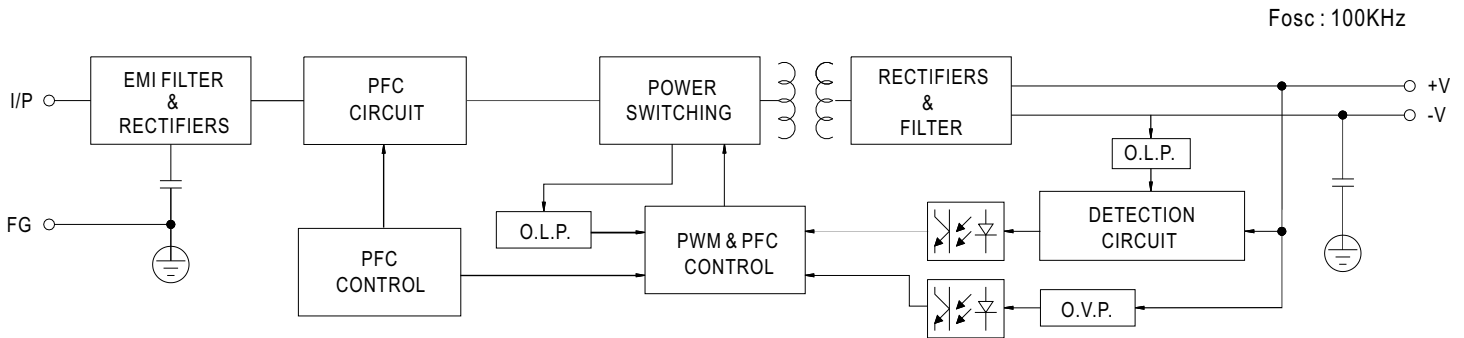 Fosc : 100KHz
I/P
EMI FILTER
&
RECTIFIERS
PFC
CIRCUIT
POWER
SWITCHING
RECTIFIERS
&
FILTER
+V
-V
O.L.P.
FG
O.L.P.
DETECTION
CIRCUIT
PFC
CONTROL
PWM & PFC
CONTROL
O.V.P.